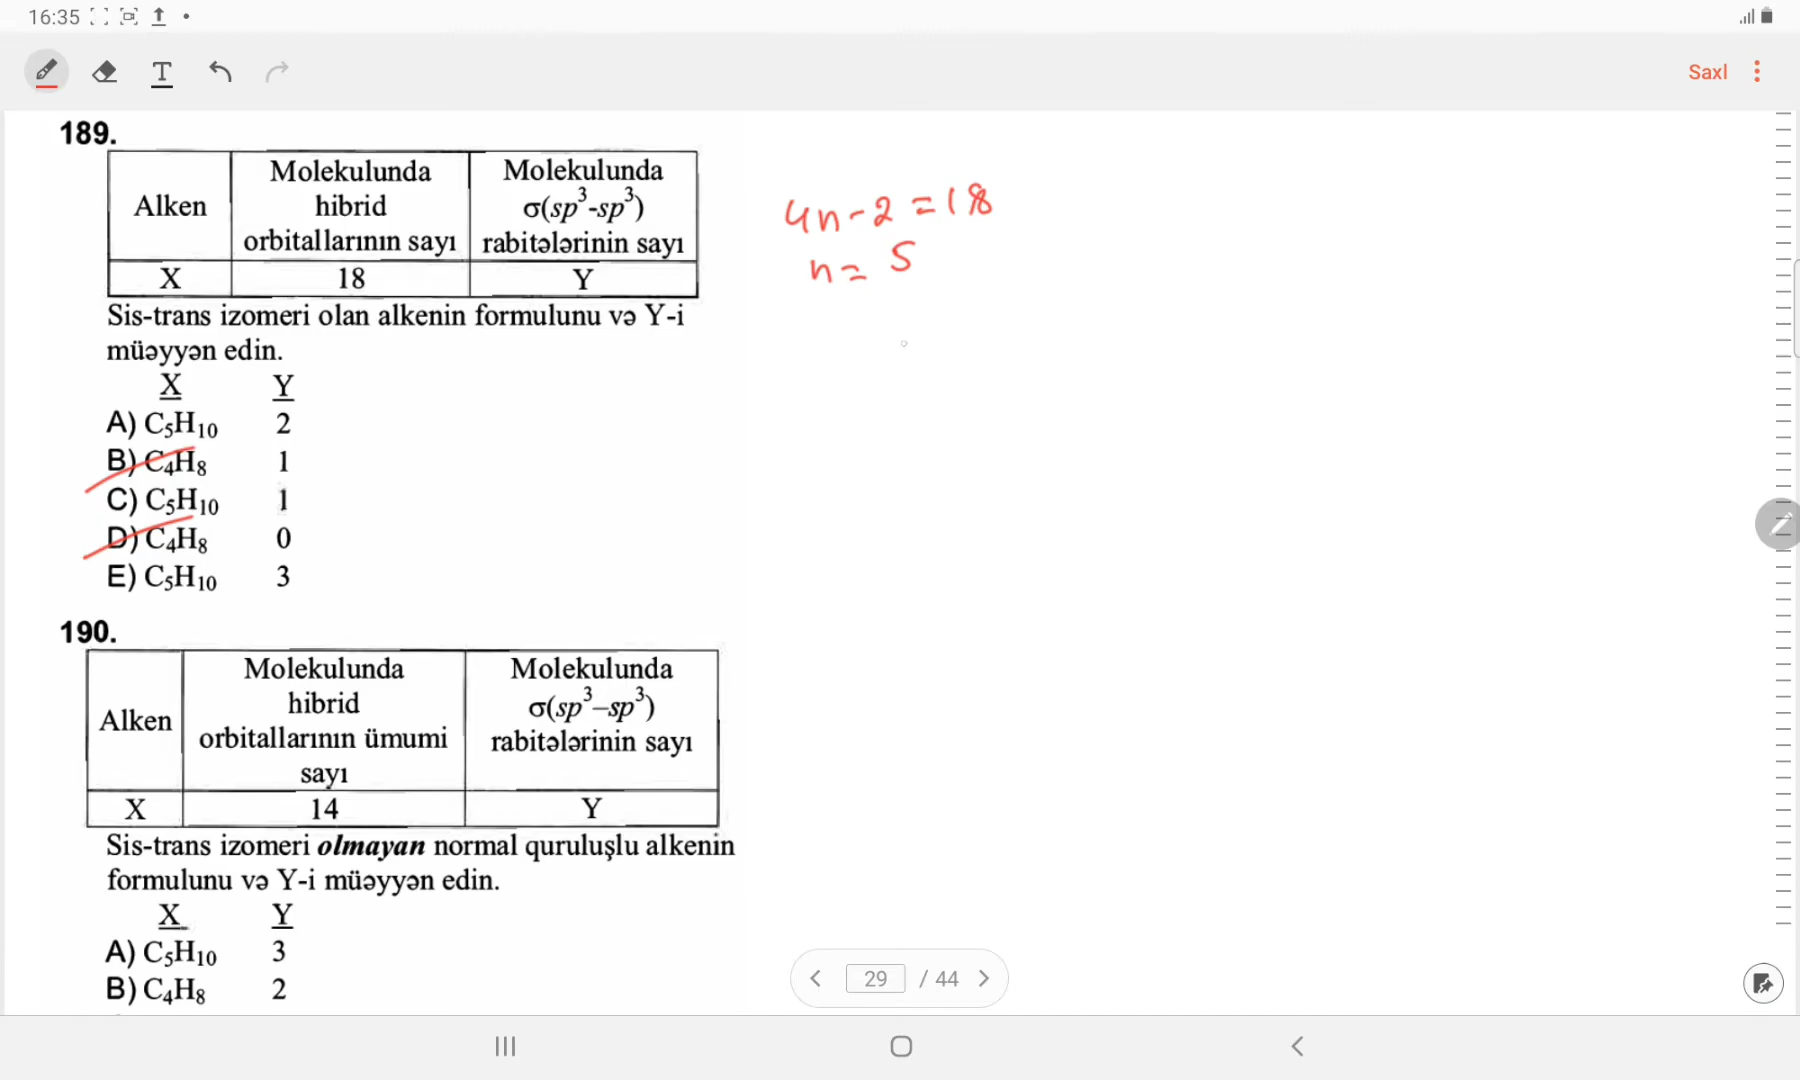 16:35
T
Saxl
189.
Alken
Molekulunda
hibrid
orbitallarının sayı
Molekulunda
σ(sp³-sp³)
rabitələrinin sayı
X 18 Y
Sis-trans izomeri olan alkenin formulunu və Y-i
müəyyən edin.
X Y
A) C₅H₁₀ 2
B) C₄H₈ 1
C) C₅H₁₀ 1
D) C₄H₈ 0
E) C₅H₁₀ 3
4n-2=18
n= 5
190.
Alken
Molekulunda
hibrid
orbitallarının ümumi
sayı
Molekulunda
σ(sp³–sp³)
rabitələrinin sayı
X 14 Y
Sis-trans izomeri olmayan normal quruluşlu alkenin
formulunu və Y-i müəyyən edin.
X Y
A) C₅H₁₀ 3
B) C₄H₈ 2
29 / 44